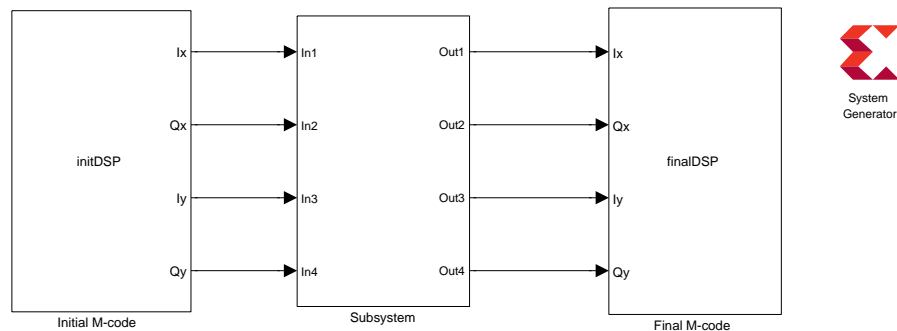 Ix
Qx
initDSP
Iy
Qy
Initial M-code
In1
In2
In3
In4
Out1
Out2
Out3
Out4
Subsystem
Ix
Qx
finalDSP
Iy
Qy
Final M-code
System
Generator